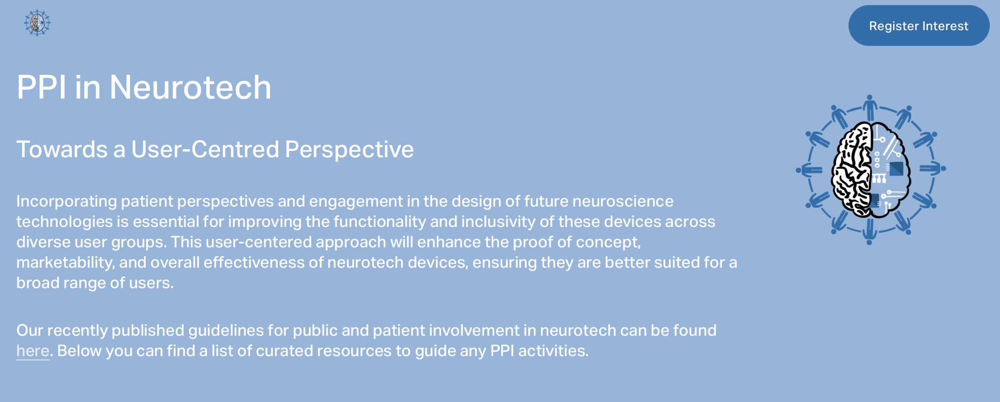 Register Interest
PPI in Neurotech
Towards a User-Centred Perspective
Incorporating patient perspectives and engagement in the design of future neuroscience
technologies is essential for improving the functionality and inclusivity of these devices across
diverse user groups. This user-centered approach will enhance the proof of concept,
marketability, and overall effectiveness of neurotech devices, ensuring they are better suited for a
broad range of users.
Our recently published guidelines for public and patient involvement in neurotech can be found
here. Below you can find a list of curated resources to guide any PPI activities.